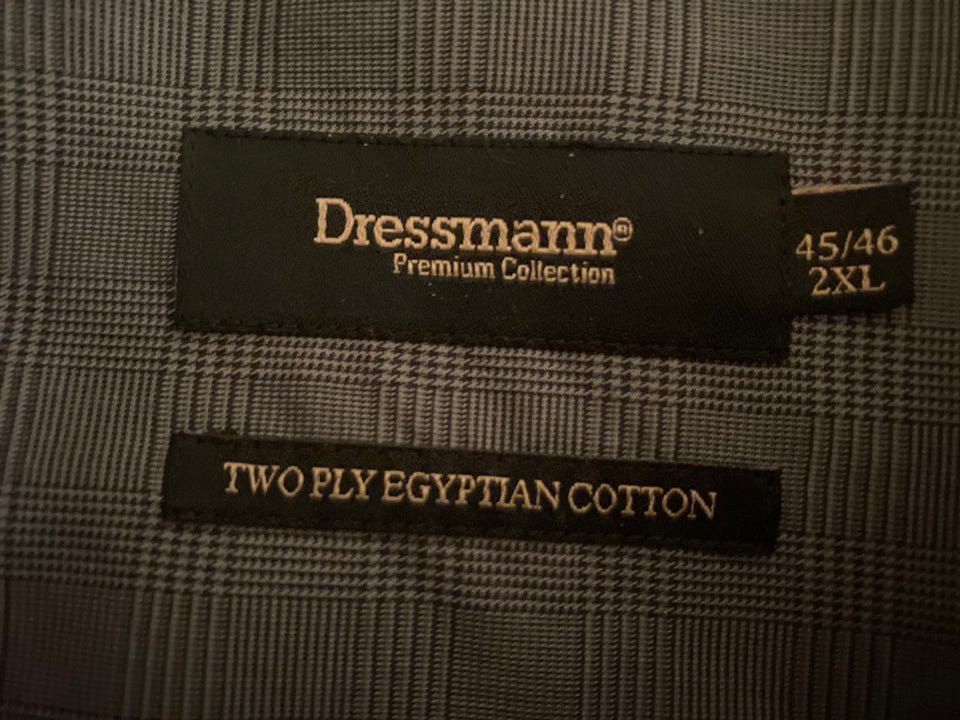 Dressmann®
Premium Collection
45/46
2XL
TWO PLY EGYPTIAN COTTON